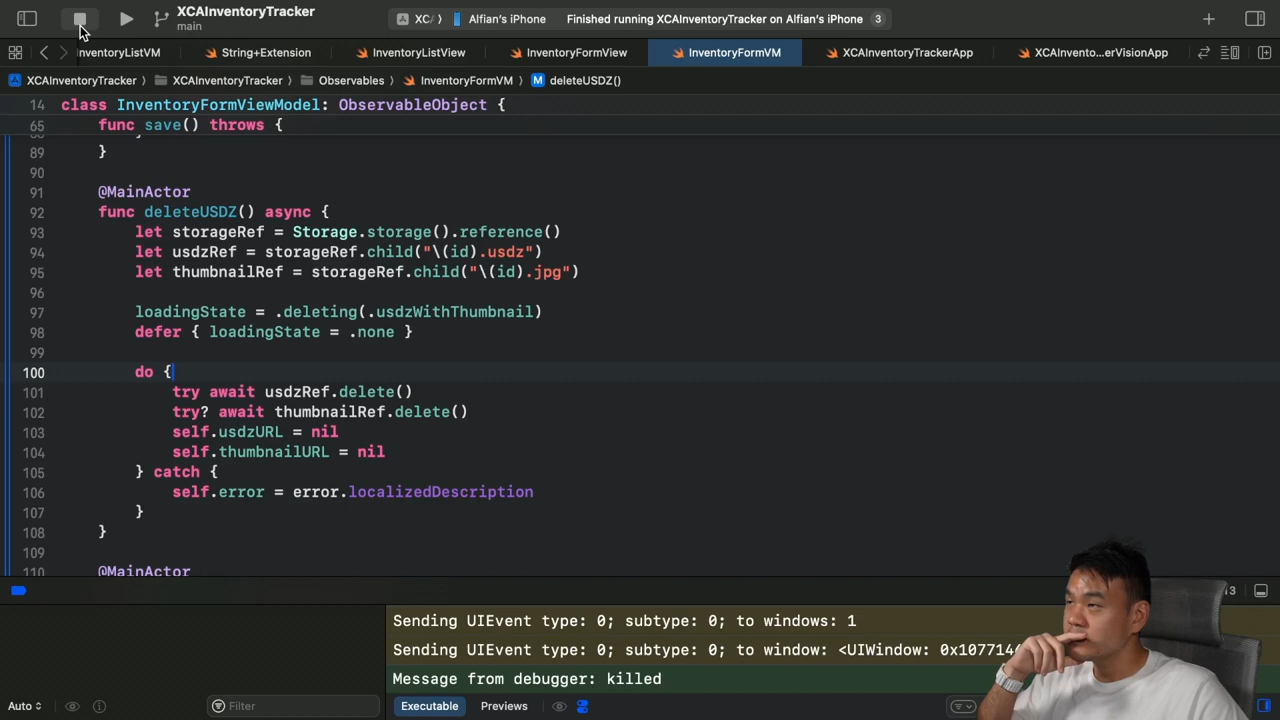 XCAInventoryTracker
main
XC/ 〉 Alfian's iPhone Finished running XCAInventoryTracker on Alfian's iPhone 3
nventoryListVM String+Extension InventoryListView InventoryFormView InventoryFormVM XCAInventoryTrackerApp XCAInvento...erVisionApp
XCAInventoryTracker 〉 XCAInventoryTracker 〉 Observables 〉 InventoryFormVM 〉 M deleteUSDZ()
14 class InventoryFormViewModel: ObservableObject {
65 func save() throws {
89 }
90
91 @MainActor
92 func deleteUSDZ() async {
93 let storageRef = Storage.storage().reference()
94 let usdzRef = storageRef.child("\(id).usdz")
95 let thumbnailRef = storageRef.child("\(id).jpg")
96
97 loadingState = .deleting(.usdzWithThumbnail)
98 defer { loadingState = .none }
99
100 do {
101 try await usdzRef.delete()
102 try? await thumbnailRef.delete()
103 self.usdzURL = nil
104 self.thumbnailURL = nil
105 } catch {
106 self.error = error.localizedDescription
107 }
108 }
109
110 @MainActor
Sending UIEvent type: 0; subtype: 0; to windows: 1
Sending UIEvent type: 0; subtype: 0; to window: <UIWindow: 0x107714
Message from debugger: killed
Auto Filter Executable Previews